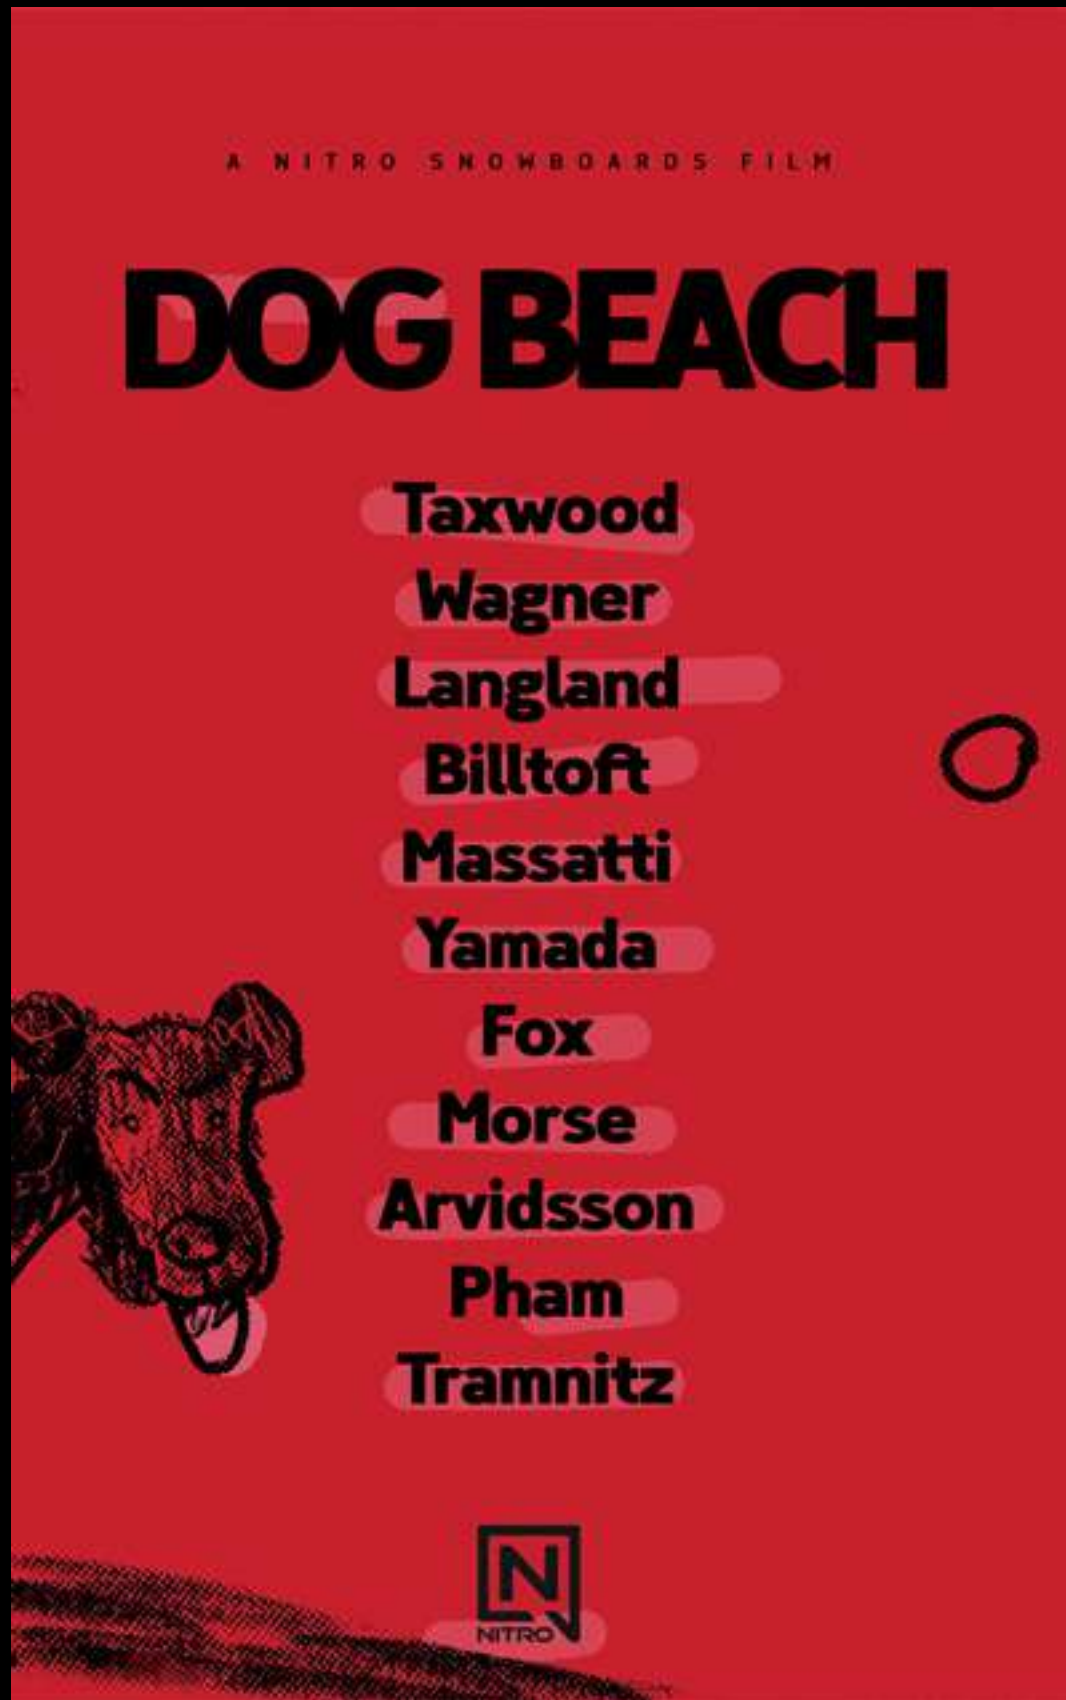 A NITRO SNOWBOARDS FILM
DOG BEACH
Taxwood
Wagner
Langland
Billtoft
Massatti
Yamada
Fox
Morse
Arvidsson
Pham
Tramnitz
N
NITRO